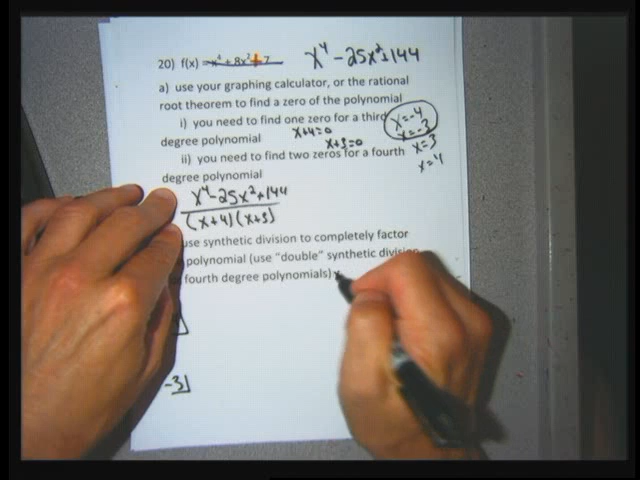 20) f(x) = x⁴ + 8x² + 7 x⁴ - 25x² + 144
a) use your graphing calculator, or the rational
root theorem to find a zero of the polynomial
i) you need to find one zero for a third
x=-4
x=-3
degree polynomial x+4=0 x+3=0
x=3
ii) you need to find two zeros for a fourth
x=4
degree polynomial
x⁴-25x²+144
(x+4)(x+3)
use synthetic division to completely factor
polynomial (use "double" synthetic division
fourth degree polynomials)
-3